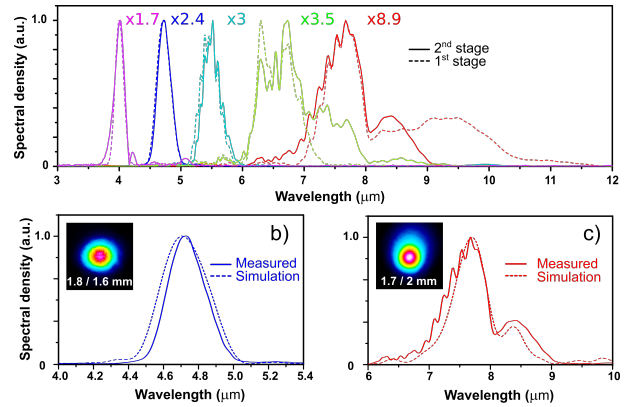 x1.7 x2.4 x3 x3.5 x8.9
Spectral density (a.u.)
1.0
0
2nd stage
1st stage
3 4 5 6 7 8 9 10 11 12
Wavelength (μm)
b)
Spectral density (a.u.)
1.0
0
1.8 / 1.6 mm
Measured
Simulation
4.0 4.2 4.4 4.6 4.8 5.0 5.2 5.4
Wavelength (μm)
c)
1.0
0
1.7 / 2 mm
Measured
Simulation
6 7 8 9 10
Wavelength (μm)